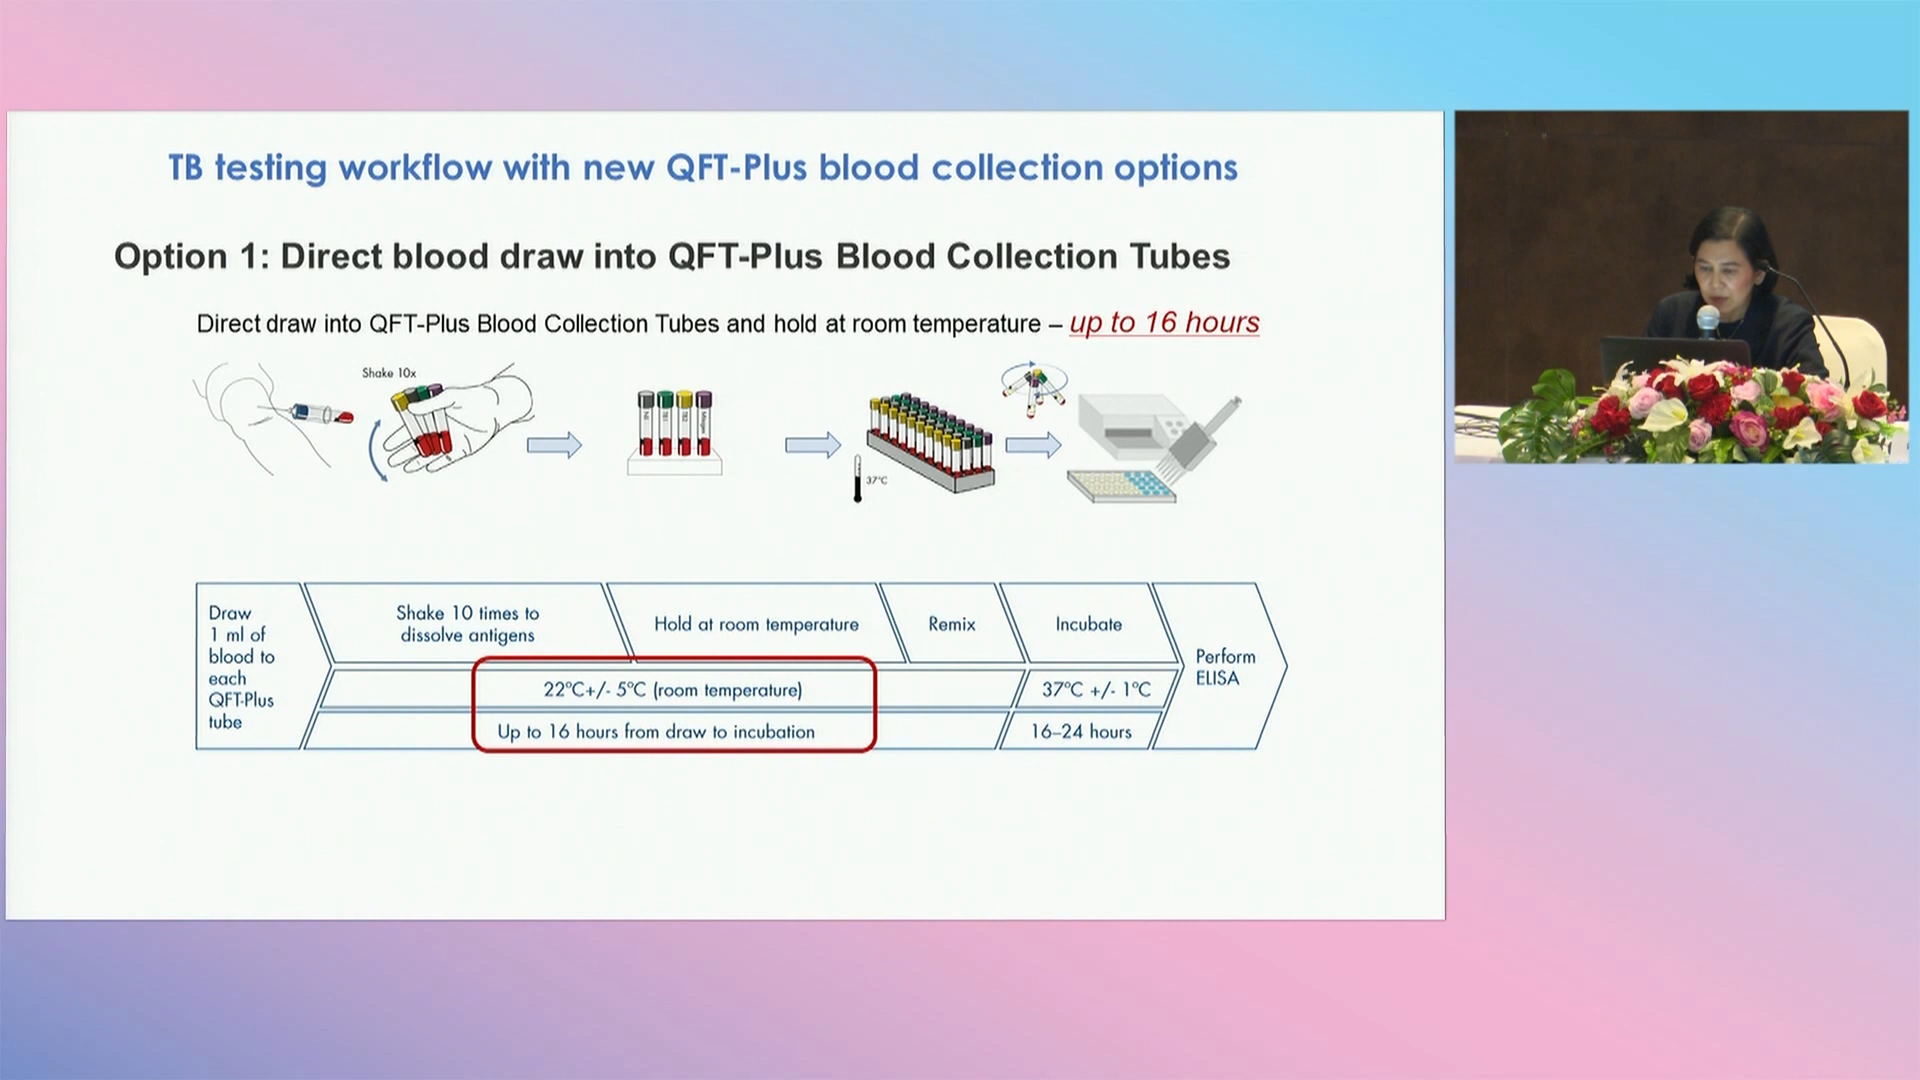 TB testing workflow with new QFT-Plus blood collection options
Option 1: Direct blood draw into QFT-Plus Blood Collection Tubes
Direct draw into QFT-Plus Blood Collection Tubes and hold at room temperature – up to 16 hours
Shake 10x
37°C
Draw
1 ml of
blood to
each
QFT-Plus
tube
Shake 10 times to
dissolve antigens
Hold at room temperature
Remix
Incubate
22°C+/- 5°C (room temperature)
37°C +/- 1°C
Up to 16 hours from draw to incubation
16–24 hours
Perform
ELISA